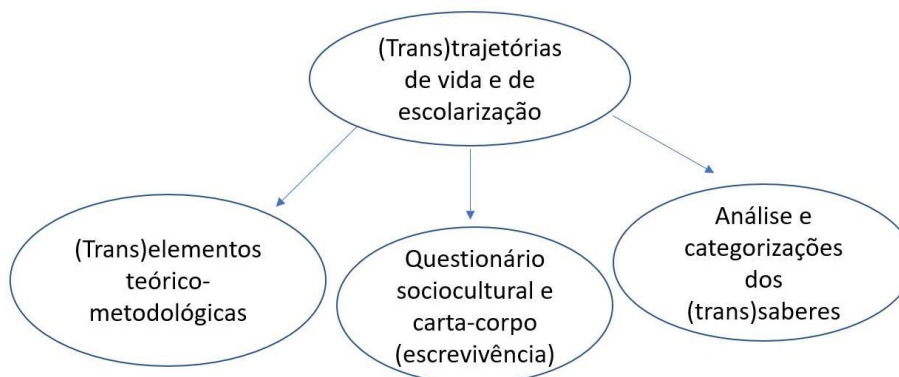 (Trans)trajetórias
de vida e de
escolarização
(Trans)elementos
teórico-
metodológicas
Questionário
sociocultural e
carta-corpo
(escrevivência)
Análise e
categorizações
dos
(trans)saberes